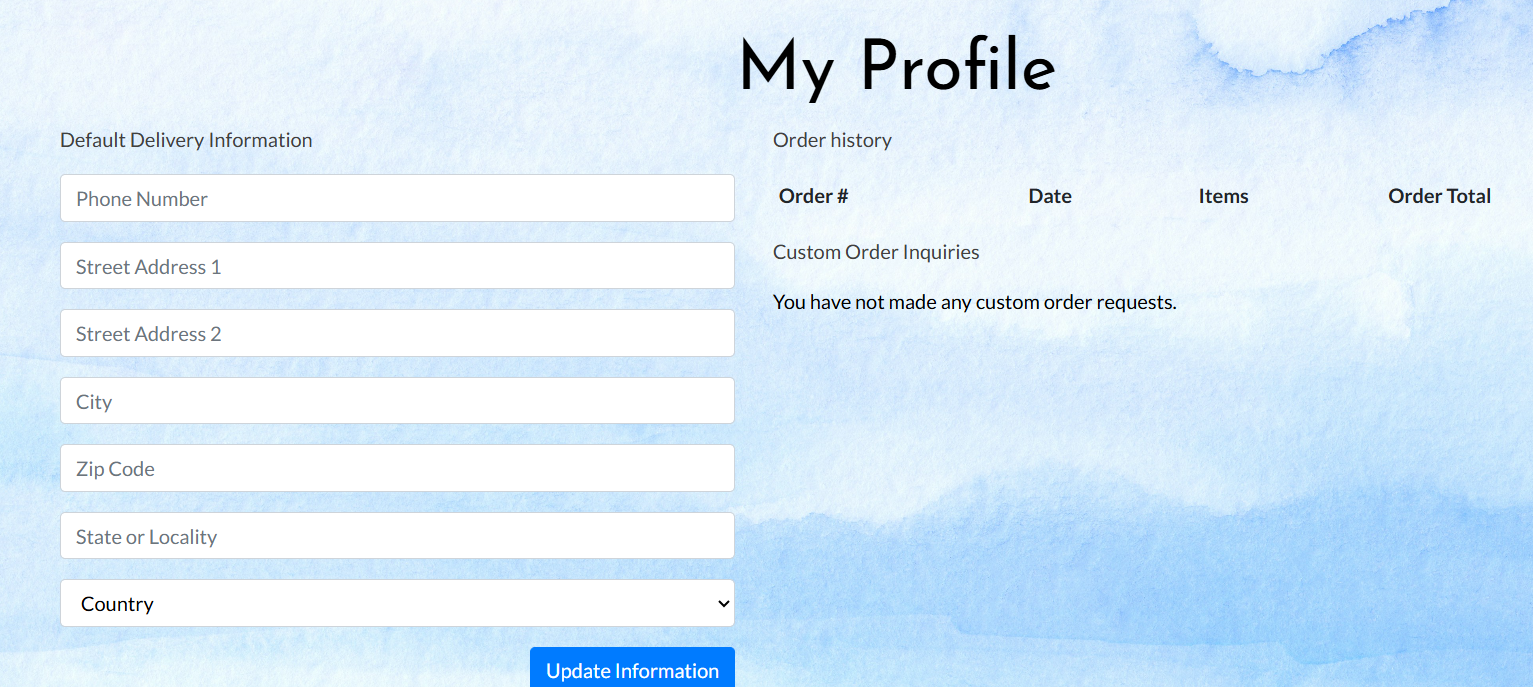 My Profile
Default Delivery Information
Phone Number
Street Address 1
Street Address 2
City
Zip Code
State or Locality
Country
Update Information
Order history
Order # Date Items Order Total
Custom Order Inquiries
You have not made any custom order requests.